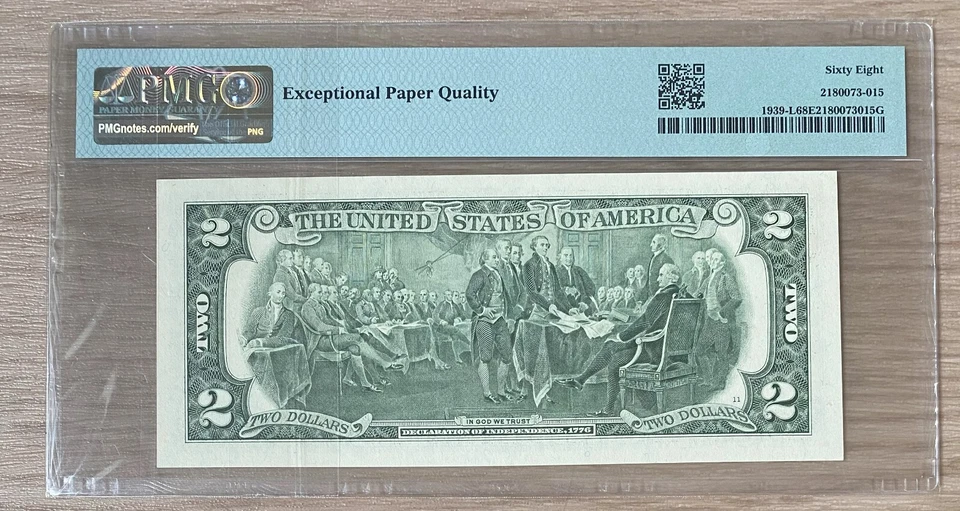 PMG
PAPER MONEY GUARANTY
PMGnotes.com/verify
PNG
Exceptional Paper Quality
Sixty Eight
2180073-015
1939-L68E2180073015G
2
THE UNITED STATES OF AMERICA
2
TWO
TWO
11
2
TWO DOLLARS
IN GOD WE TRUST
TWO DOLLARS
2
DECLARATION OF INDEPENDENCE, 1776